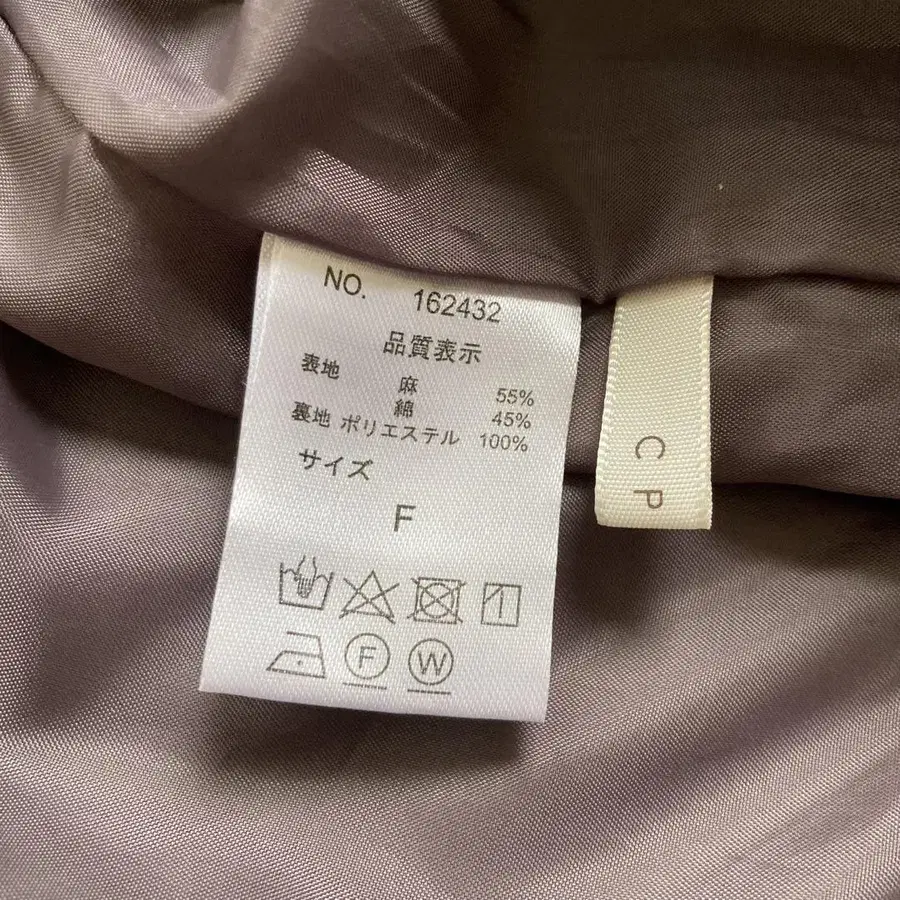 NO. 162432
品質表示
表地 麻 55%
綿 45%
裏地 ポリエステル 100%
サイズ
F
F W
C P